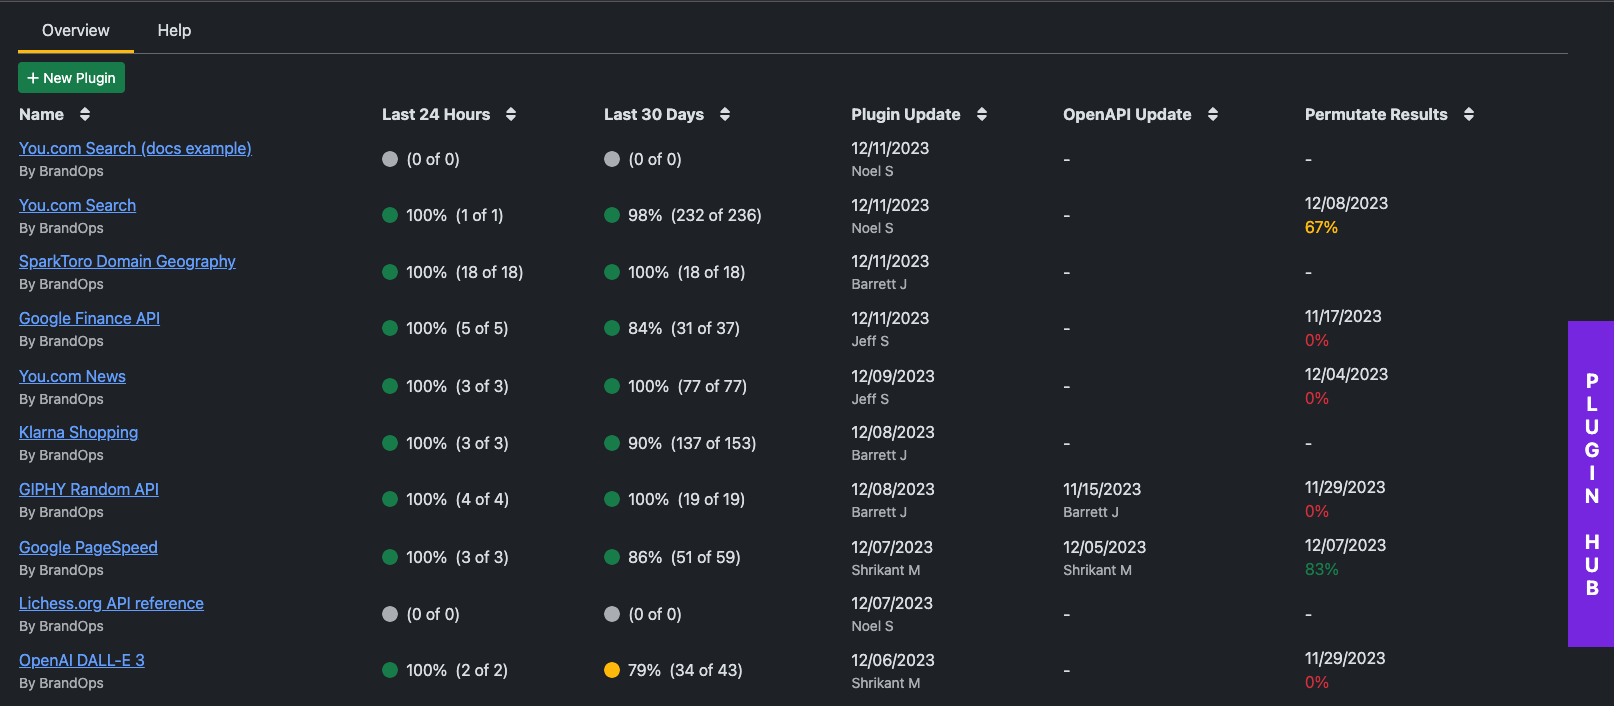 Overview Help
+ New Plugin
Name Last 24 Hours Last 30 Days Plugin Update OpenAPI Update Permutate Results
You.com Search (docs example) (0 of 0) (0 of 0) 12/11/2023 - -
By BrandOps Noel S
You.com Search 100% (1 of 1) 98% (232 of 236) 12/11/2023 - 12/08/2023
By BrandOps Noel S 67%
SparkToro Domain Geography 100% (18 of 18) 100% (18 of 18) 12/11/2023 - -
By BrandOps Barrett J
Google Finance API 100% (5 of 5) 84% (31 of 37) 12/11/2023 - 11/17/2023
By BrandOps Jeff S 0%
You.com News 100% (3 of 3) 100% (77 of 77) 12/09/2023 - 12/04/2023
By BrandOps Jeff S 0%
Klarna Shopping 100% (3 of 3) 90% (137 of 153) 12/08/2023 - -
By BrandOps Barrett J
GIPHY Random API 100% (4 of 4) 100% (19 of 19) 12/08/2023 11/15/2023 11/29/2023
By BrandOps Barrett J Barrett J 0%
Google PageSpeed 100% (3 of 3) 86% (51 of 59) 12/07/2023 12/05/2023 12/07/2023
By BrandOps Shrikant M Shrikant M 83%
Lichess.org API reference (0 of 0) (0 of 0) 12/07/2023 - -
By BrandOps Noel S
OpenAI DALL-E 3 100% (2 of 2) 79% (34 of 43) 12/06/2023 - 11/29/2023
By BrandOps Shrikant M 0%
PLUGIN HUB